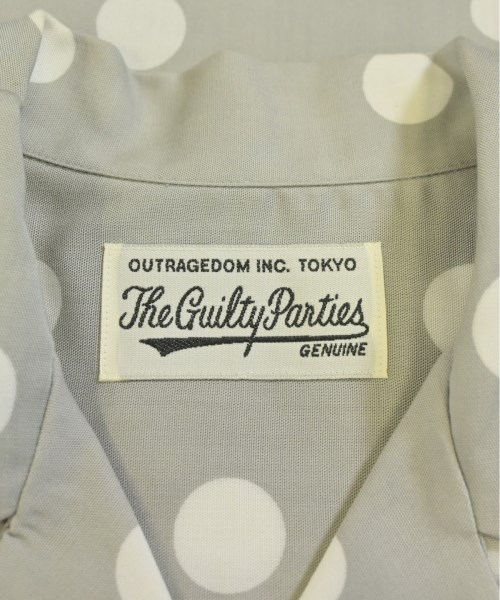 OUTRAGEDOM INC. TOKYO
The Guilty Parties
GENUINE